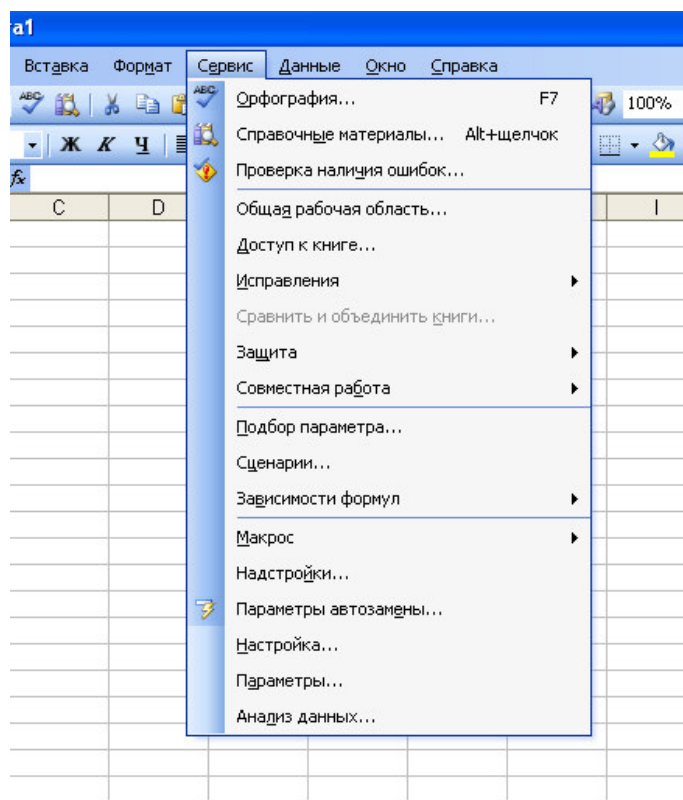 а1
Вставка Формат Сервис Данные Окно Справка
ABC ABC 100%
Ж К Ч
fx
C D I
Орфография... F7
Справочные материалы... Alt+щелчок
Проверка наличия ошибок...
Общая рабочая область...
Доступ к книге...
Исправления
Сравнить и объединить книги...
Защита
Совместная работа
Подбор параметра...
Сценарии...
Зависимости формул
Макрос
Надстройки...
Параметры автозамены...
Настройка...
Параметры...
Анализ данных...